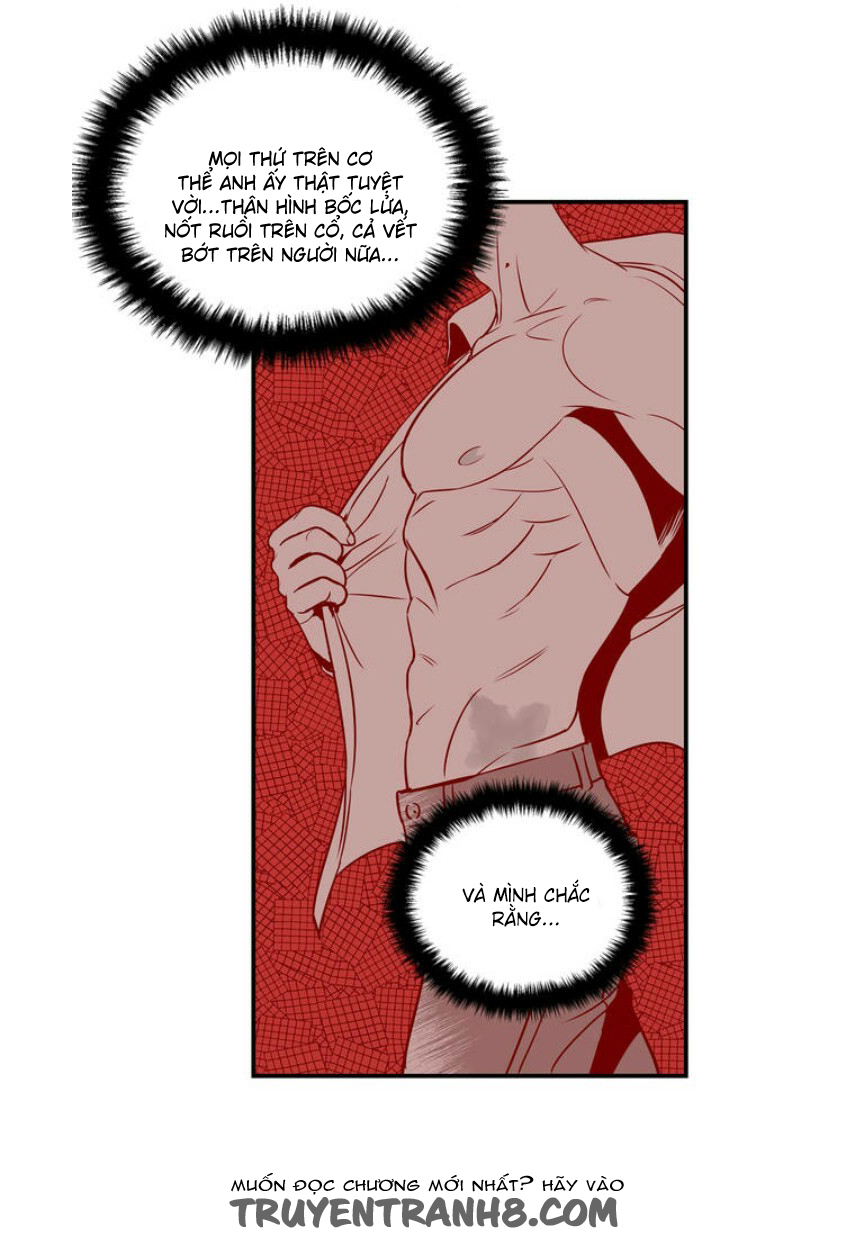 MỌI THỨ TRÊN CƠ
THỂ ANH ẤY THẬT TUYỆT
VỜI...THÂN HÌNH BỐC LỬA,
NỐT RUỒI TRÊN CỔ, CẢ VẾT
BỚT TRÊN NGƯỜI NỮA...
VÀ MÌNH CHẮC
RẰNG...
MUỐN ĐỌC CHƯƠNG MỚI NHẤT? HÃY VÀO
TRUYENTRANH8.COM